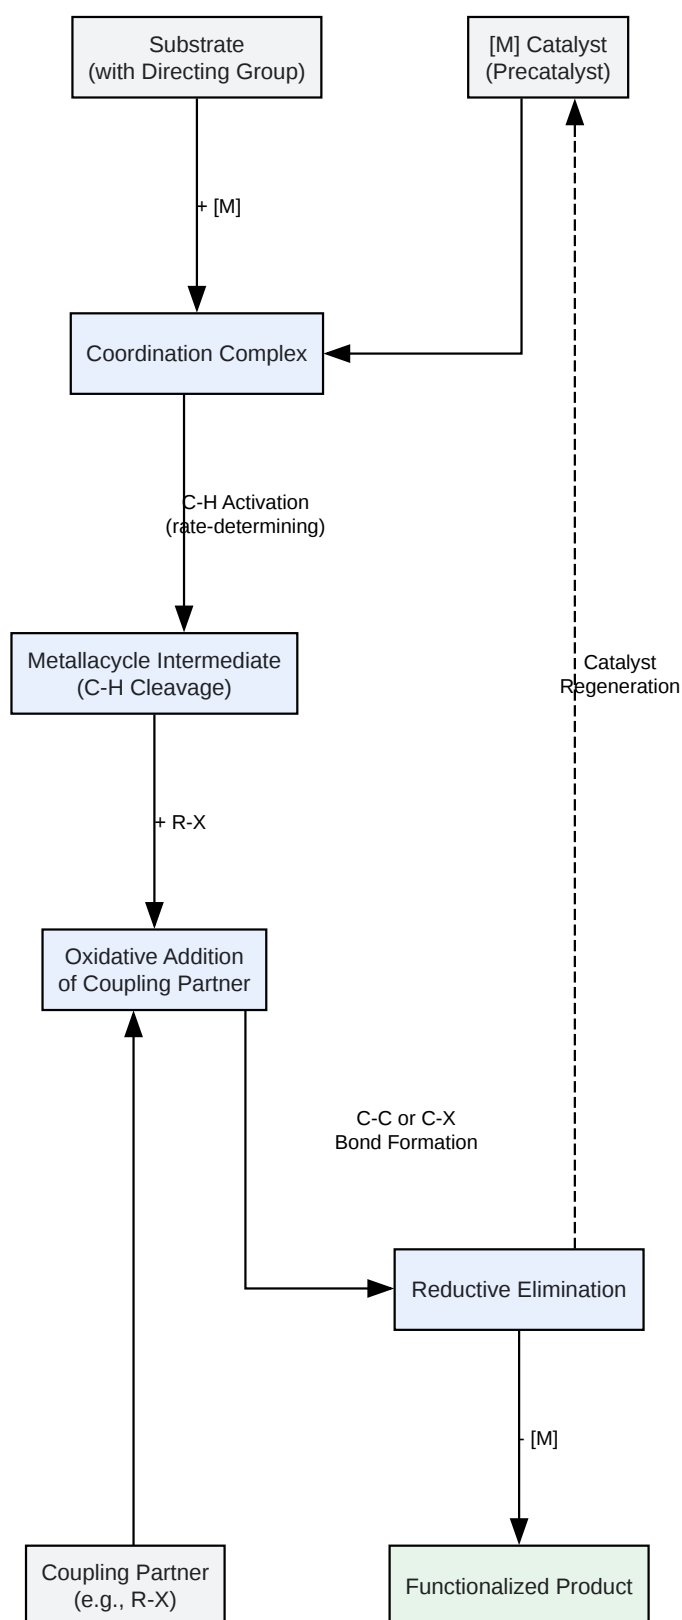 Substrate
(with Directing Group)
[M] Catalyst
(Precatalyst)
+ [M]
Coordination Complex
C-H Activation
(rate-determining)
Metallacycle Intermediate
(C-H Cleavage)
Catalyst
Regeneration
+ R-X
Oxidative Addition
of Coupling Partner
C-C or C-X
Bond Formation
Reductive Elimination
- [M]
Coupling Partner
(e.g., R-X)
Functionalized Product